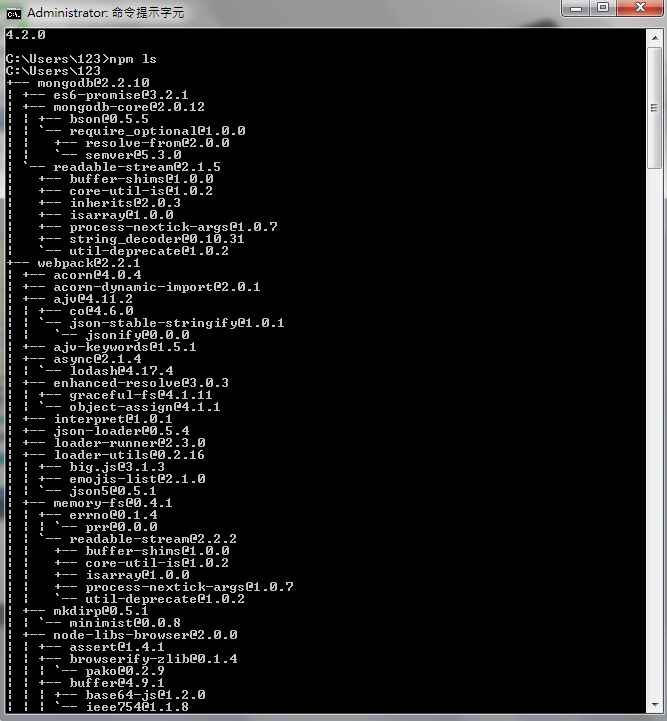 Administrator: 命令提示字元
4.2.0
C:\Users\123>npm ls
C:\Users\123
+-- mongodb@2.2.10
¦ +-- es6-promise@3.2.1
¦ +-- mongodb-core@2.0.12
¦ ¦ +-- bson@0.5.5
¦ ¦ `-- require_optional@1.0.0
¦ ¦   +-- resolve-from@2.0.0
¦ ¦   `-- semver@5.3.0
¦ `-- readable-stream@2.1.5
¦   +-- buffer-shims@1.0.0
¦   +-- core-util-is@1.0.2
¦   +-- inherits@2.0.3
¦   +-- isarray@1.0.0
¦   +-- process-nextick-args@1.0.7
¦   +-- string_decoder@0.10.31
¦   `-- util-deprecate@1.0.2
+-- webpack@2.2.1
¦ +-- acorn@4.0.4
¦ +-- acorn-dynamic-import@2.0.1
¦ +-- ajv@4.11.2
¦ ¦ +-- co@4.6.0
¦ ¦ `-- json-stable-stringify@1.0.1
¦ ¦   `-- jsonify@0.0.0
¦ +-- ajv-keywords@1.5.1
¦ +-- async@2.1.4
¦ ¦ `-- lodash@4.17.4
¦ +-- enhanced-resolve@3.0.3
¦ ¦ +-- graceful-fs@4.1.11
¦ ¦ `-- object-assign@4.1.1
¦ +-- interpret@1.0.1
¦ +-- json-loader@0.5.4
¦ +-- loader-runner@2.3.0
¦ +-- loader-utils@0.2.16
¦ ¦ +-- big.js@3.1.3
¦ ¦ +-- emojis-list@2.1.0
¦ ¦ `-- json5@0.5.1
¦ +-- memory-fs@0.4.1
¦ ¦ +-- errno@0.1.4
¦ ¦ ¦ `-- prr@0.0.0
¦ ¦ `-- readable-stream@2.2.2
¦ ¦   +-- buffer-shims@1.0.0
¦ ¦   +-- core-util-is@1.0.2
¦ ¦   +-- isarray@1.0.0
¦ ¦   +-- process-nextick-args@1.0.7
¦ ¦   `-- util-deprecate@1.0.2
¦ +-- mkdirp@0.5.1
¦ ¦ `-- minimist@0.0.8
¦ +-- node-libs-browser@2.0.0
¦ ¦ +-- assert@1.4.1
¦ ¦ +-- browserify-zlib@0.1.4
¦ ¦ ¦ `-- pako@0.2.9
¦ ¦ +-- buffer@4.9.1
¦ ¦ ¦ +-- base64-js@1.2.0
¦ ¦ ¦ `-- ieee754@1.1.8